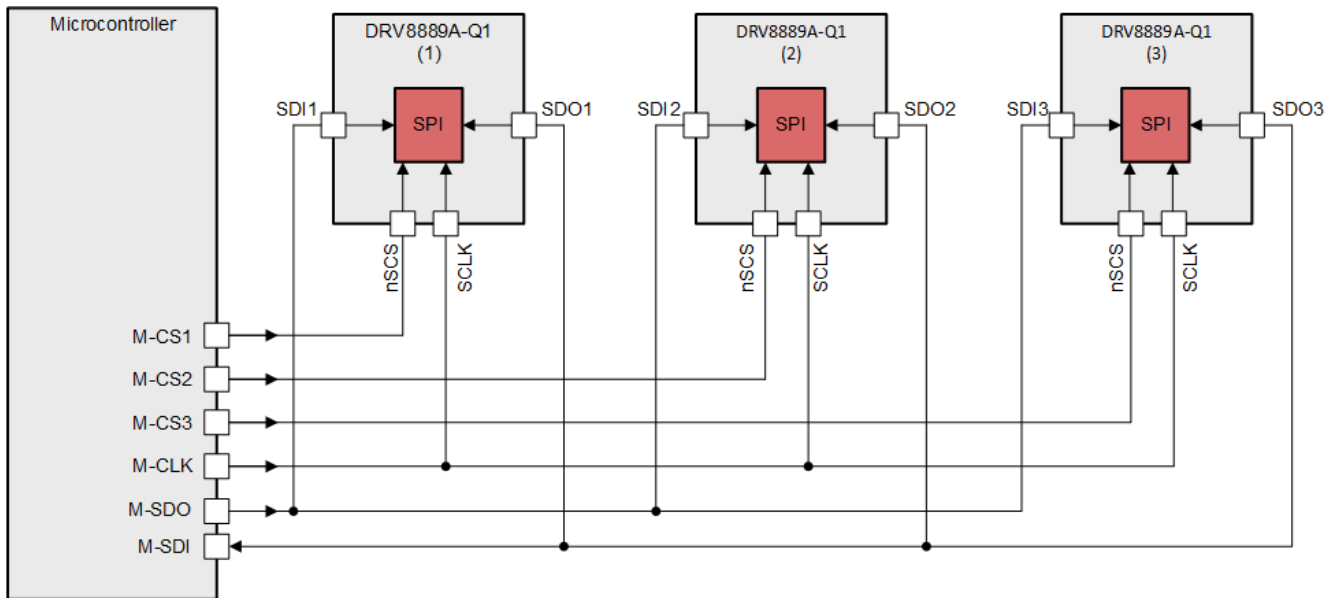 Microcontroller
DRV8889A-Q1
(1)
DRV8889A-Q1
(2)
DRV8889A-Q1
(3)
SDI1
SPI
SDO1
SDI2
SPI
SDO2
SDI3
SPI
SDO3
nSCS
SCLK
nSCS
SCLK
nSCS
SCLK
M-CS1
M-CS2
M-CS3
M-CLK
M-SDO
M-SDI